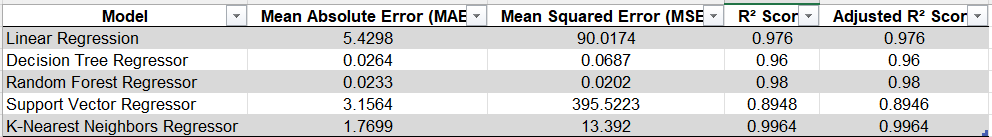 Model Mean Absolute Error (MAE Mean Squared Error (MSE R² Scor Adjusted R² Scor
Linear Regression 5.4298 90.0174 0.976 0.976
Decision Tree Regressor 0.0264 0.0687 0.96 0.96
Random Forest Regressor 0.0233 0.0202 0.98 0.98
Support Vector Regressor 3.1564 395.5223 0.8948 0.8946
K-Nearest Neighbors Regressor 1.7699 13.392 0.9964 0.9964